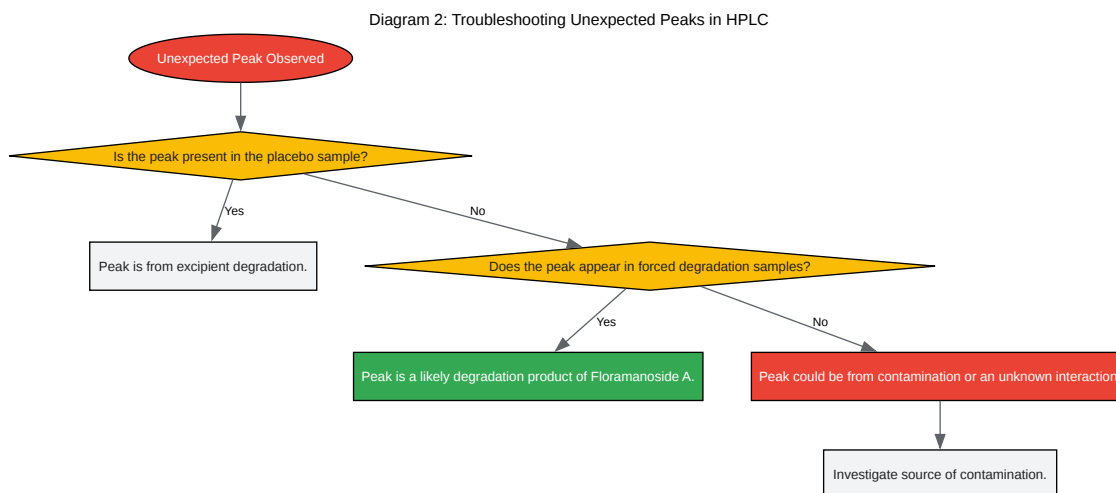 Diagram 2: Troubleshooting Unexpected Peaks in HPLC
Unexpected Peak Observed
Is the peak present in the placebo sample?
Yes
No
Peak is from excipient degradation.
Does the peak appear in forced degradation samples?
Yes
No
Peak is a likely degradation product of Floramanoside A.
Peak could be from contamination or an unknown interaction
Investigate source of contamination.